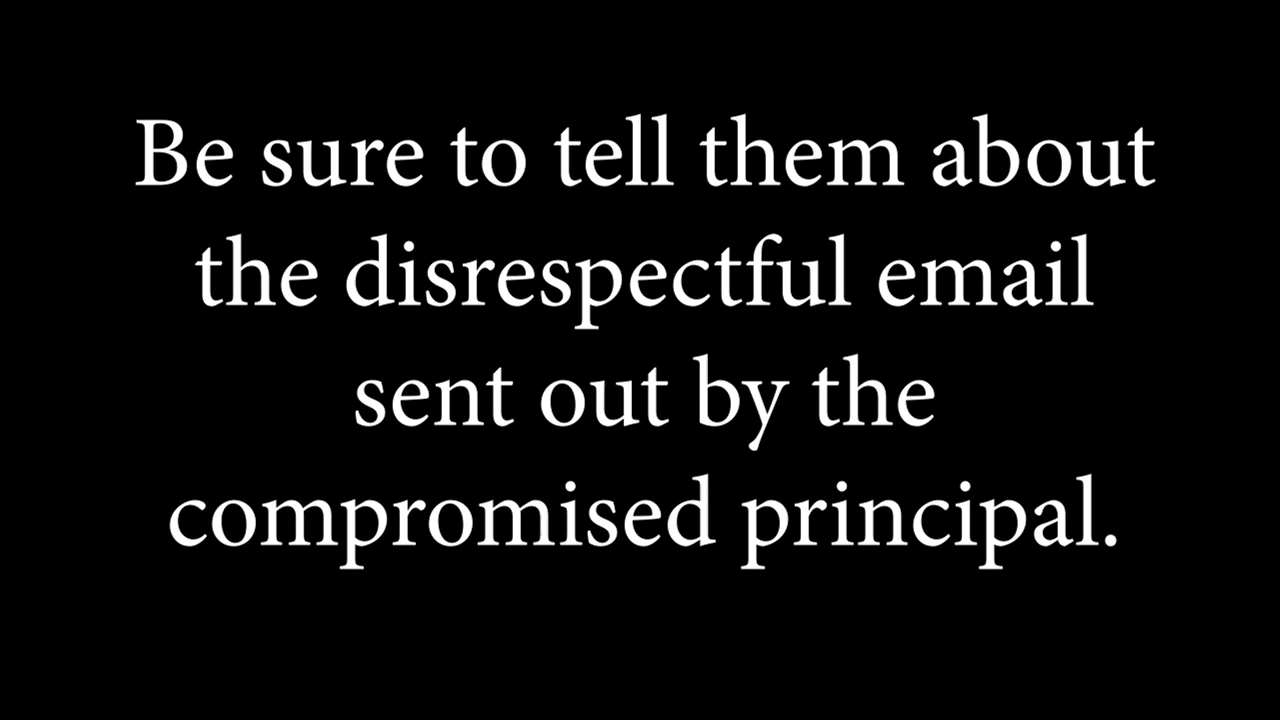 Be sure to tell them about
the disrespectful email
sent out by the
compromised principal.